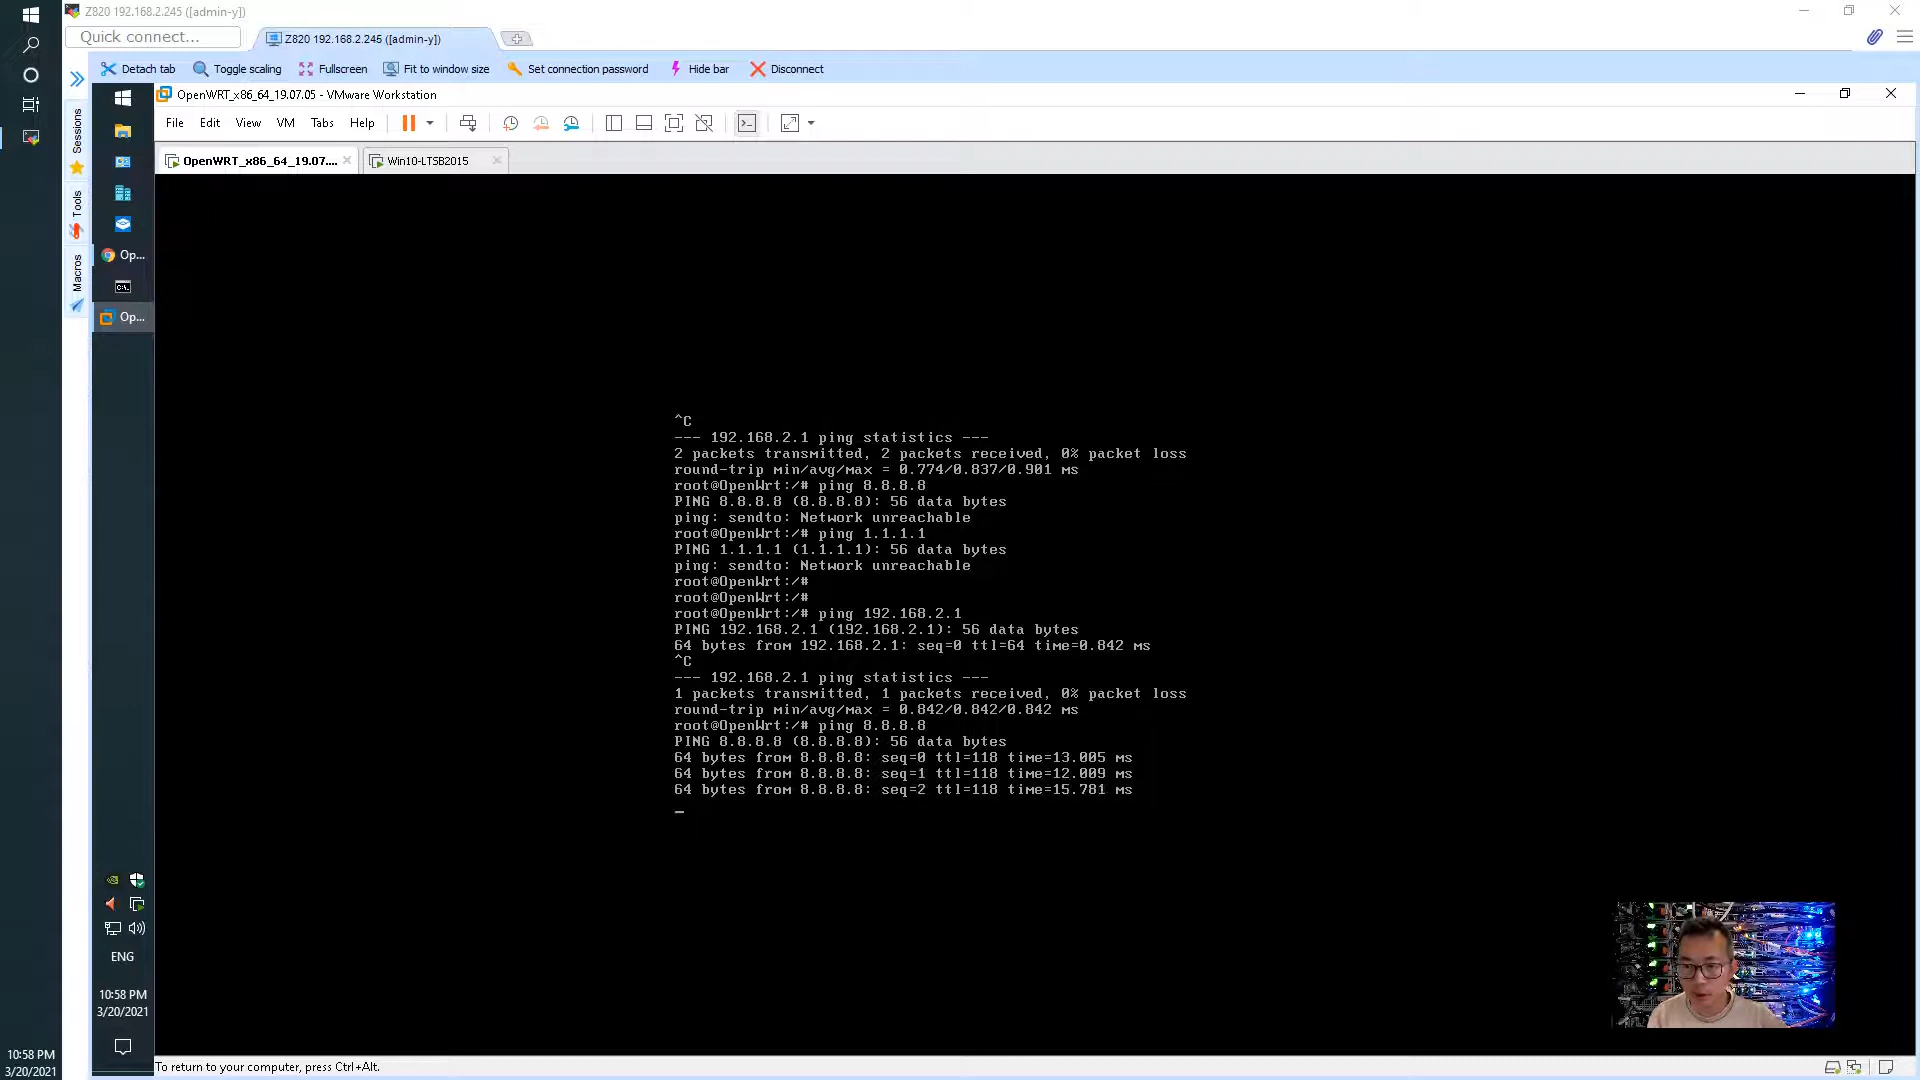 Z820 192.168.2.245 ([admin-y])
Quick connect...
Z820 192.168.2.245 ([admin-y])
Detach tab
Toggle scaling
Fullscreen
Fit to window size
Set connection password
Hide bar
Disconnect
OpenWRT_x86_64_19.07.05 - VMware Workstation
File
Edit
View
VM
Tabs
Help
OpenWRT_x86_64_19.07....
Win10-LTSB2015
Sessions
Tools
Macros
Op...
Op...
^C
--- 192.168.2.1 ping statistics ---
2 packets transmitted, 2 packets received, 0% packet loss
round-trip min/avg/max = 0.774/0.837/0.901 ms
root@OpenWrt:/# ping 8.8.8.8
PING 8.8.8.8 (8.8.8.8): 56 data bytes
ping: sendto: Network unreachable
root@OpenWrt:/# ping 1.1.1.1
PING 1.1.1.1 (1.1.1.1): 56 data bytes
ping: sendto: Network unreachable
root@OpenWrt:/#
root@OpenWrt:/#
root@OpenWrt:/# ping 192.168.2.1
PING 192.168.2.1 (192.168.2.1): 56 data bytes
64 bytes from 192.168.2.1: seq=0 ttl=64 time=0.842 ms
^C
--- 192.168.2.1 ping statistics ---
1 packets transmitted, 1 packets received, 0% packet loss
round-trip min/avg/max = 0.842/0.842/0.842 ms
root@OpenWrt:/# ping 8.8.8.8
PING 8.8.8.8 (8.8.8.8): 56 data bytes
64 bytes from 8.8.8.8: seq=0 ttl=118 time=13.005 ms
64 bytes from 8.8.8.8: seq=1 ttl=118 time=12.009 ms
64 bytes from 8.8.8.8: seq=2 ttl=118 time=15.781 ms
ENG
10:58 PM
3/20/2021
To return to your computer, press Ctrl+Alt.
10:58 PM
3/20/2021